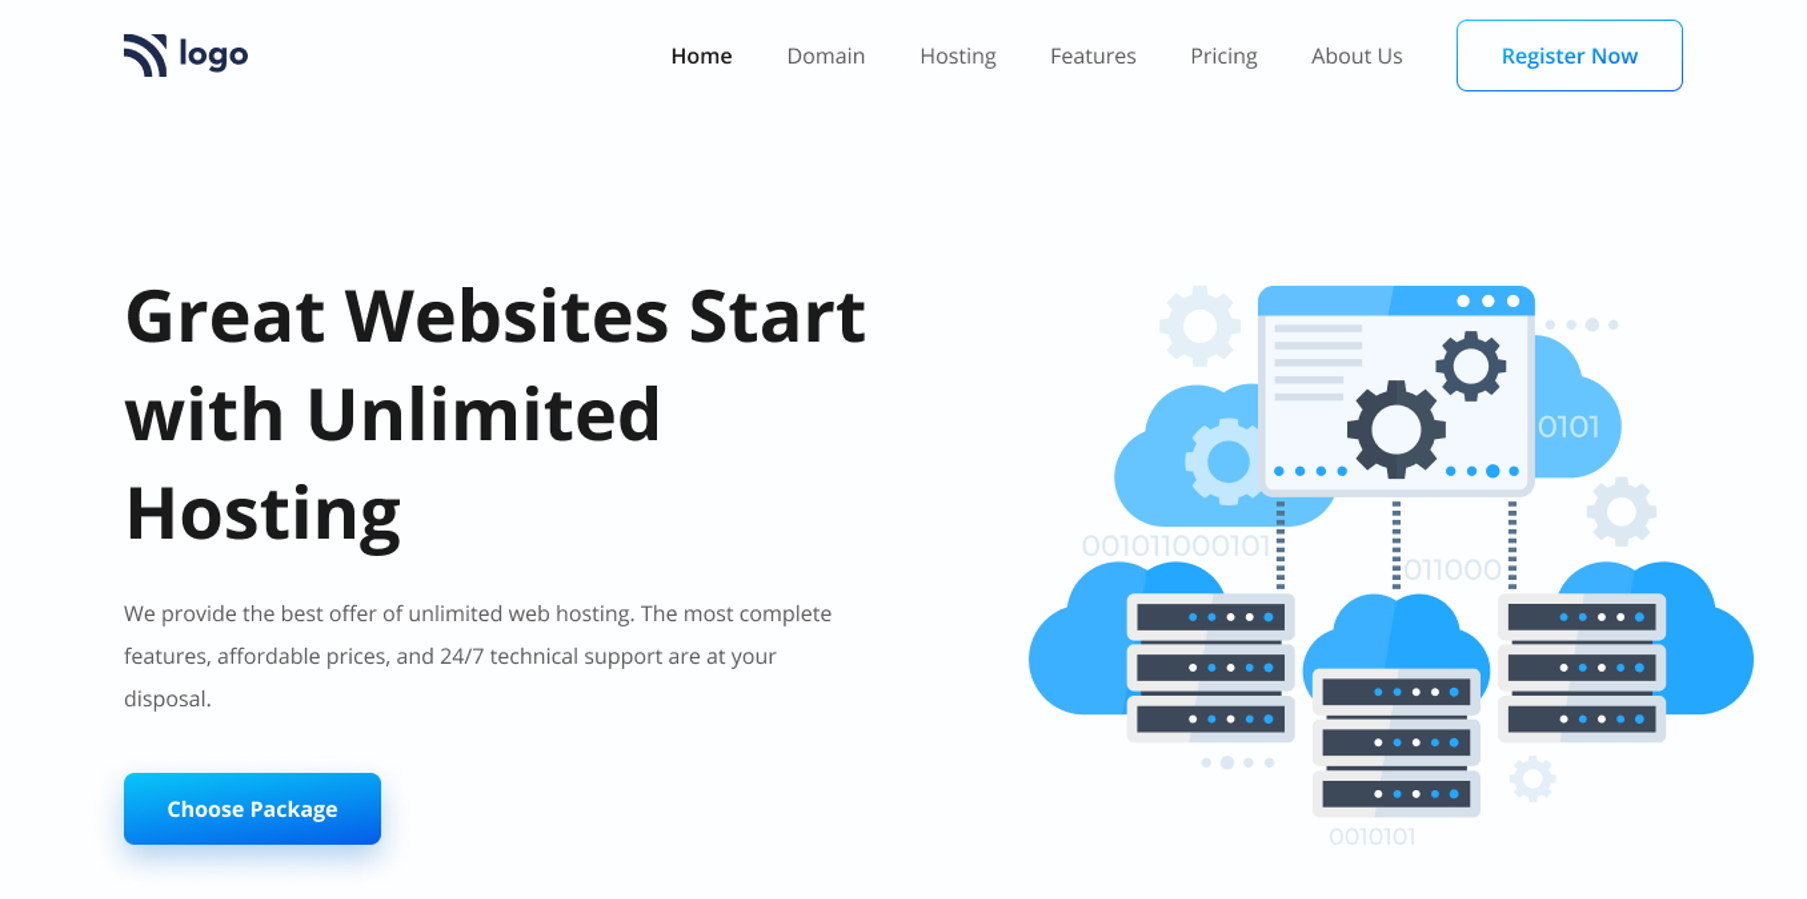 logo
Home Domain Hosting Features Pricing About Us Register Now
Great Websites Start
with Unlimited
Hosting
We provide the best offer of unlimited web hosting. The most complete
features, affordable prices, and 24/7 technical support are at your
disposal.
Choose Package
0101
001011000101
011000
0010101